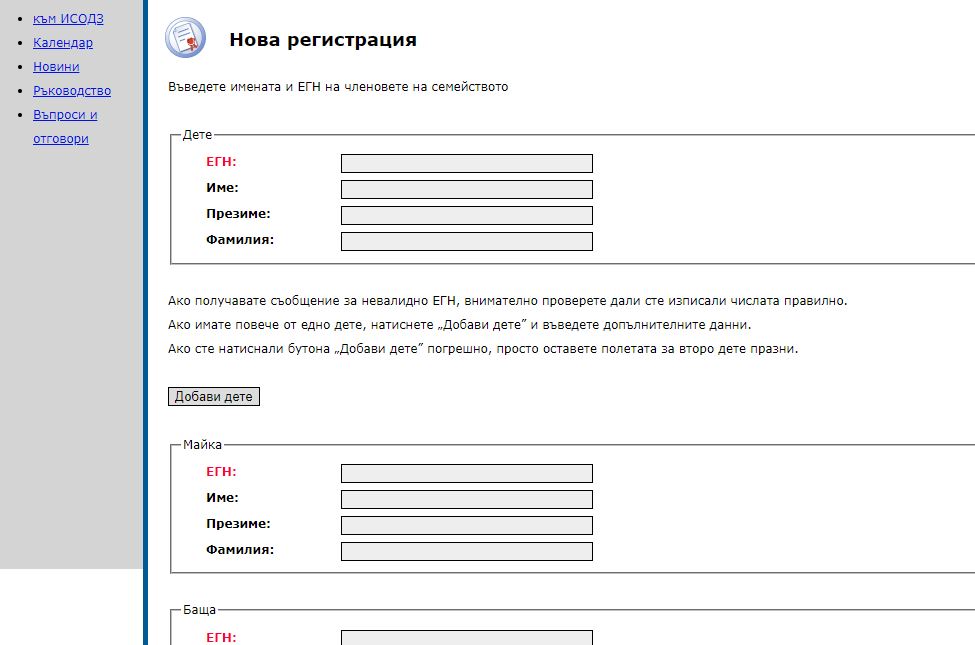 към ИСОДЗ
Календар
Новини
Ръководство
Въпроси и
отговори
Нова регистрация
Въведете имената и ЕГН на членовете на семейството
Дете
ЕГН:
Име:
Презиме:
Фамилия:
Ако получавате съобщение за невалидно ЕГН, внимателно проверете дали сте изписали числата правилно.
Ако имате повече от едно дете, натиснете „Добави дете” и въведете допълнителните данни.
Ако сте натиснали бутона „Добави дете” погрешно, просто оставете полетата за второ дете празни.
Добави дете
Майка
ЕГН:
Име:
Презиме:
Фамилия:
Баща
ЕГН: